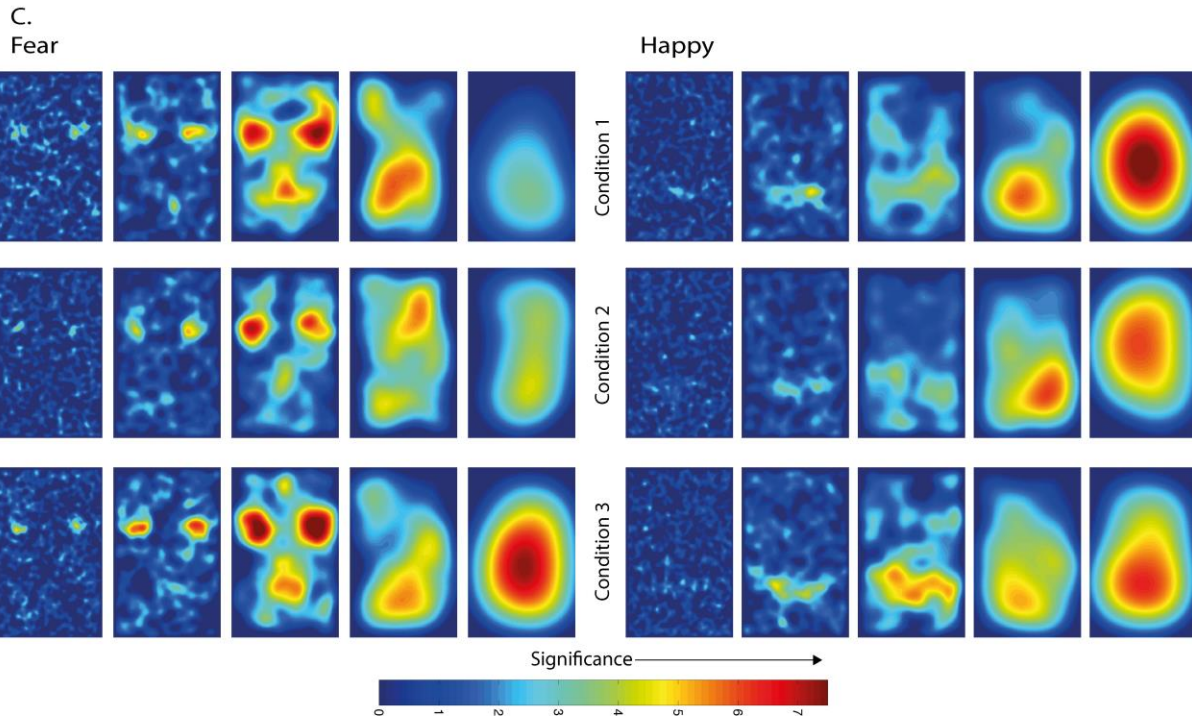 C.
Fear
Happy
Condition 1
Condition 2
Condition 3
Significance
0 1 2 3 4 5 6 7